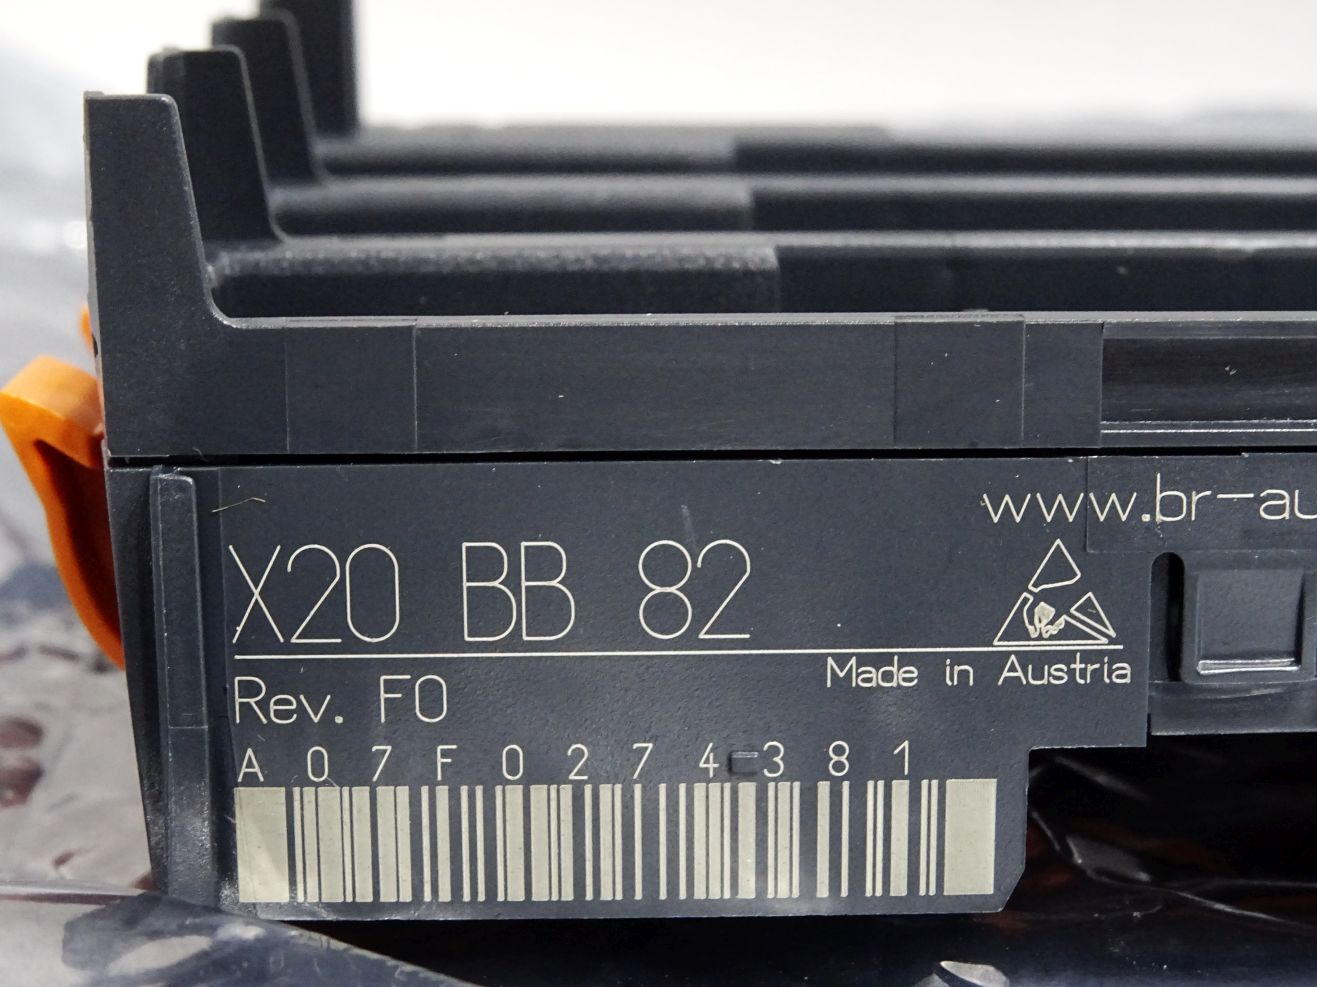 www.br-au
X20 BB 82
Made in Austria
Rev. F0
A07F0274381